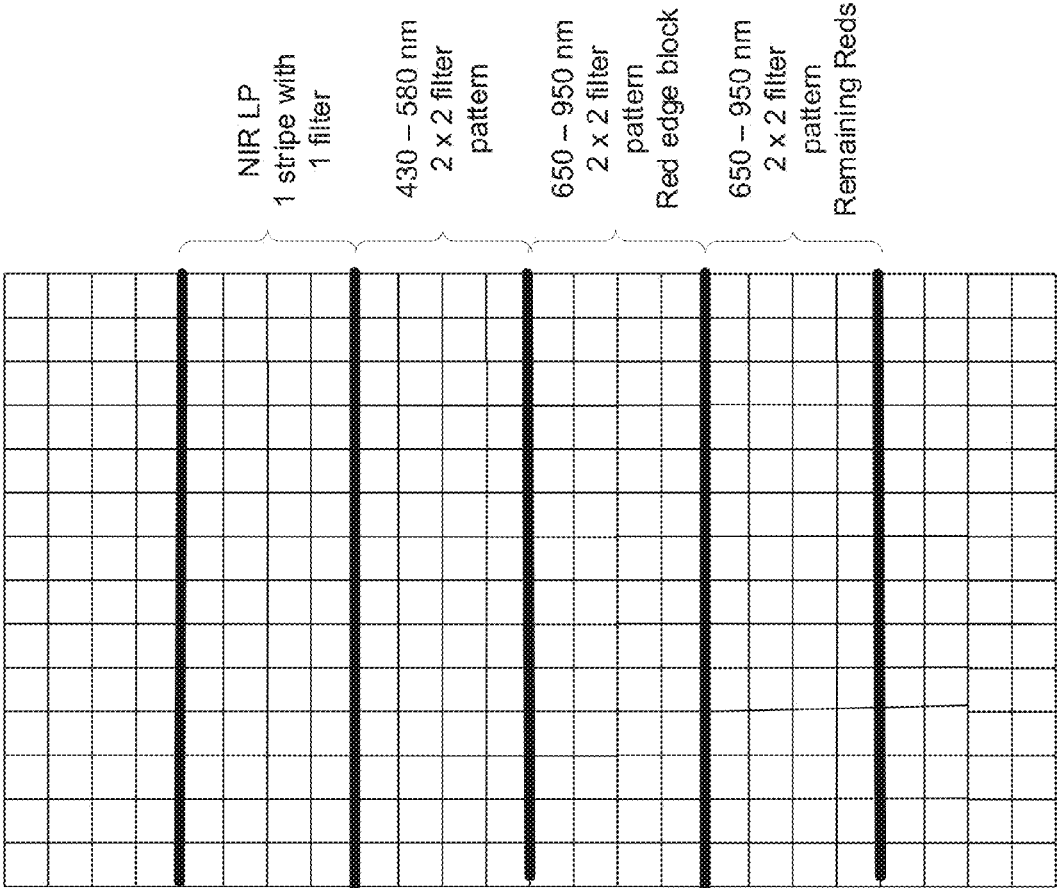 NIR LP
1 stripe with
1 filter
430 – 580 nm
2 x 2 filter
pattern
650 – 950 nm
2 x 2 filter
pattern
Red edge block
650 – 950 nm
2 x 2 filter
pattern
Remaining Reds